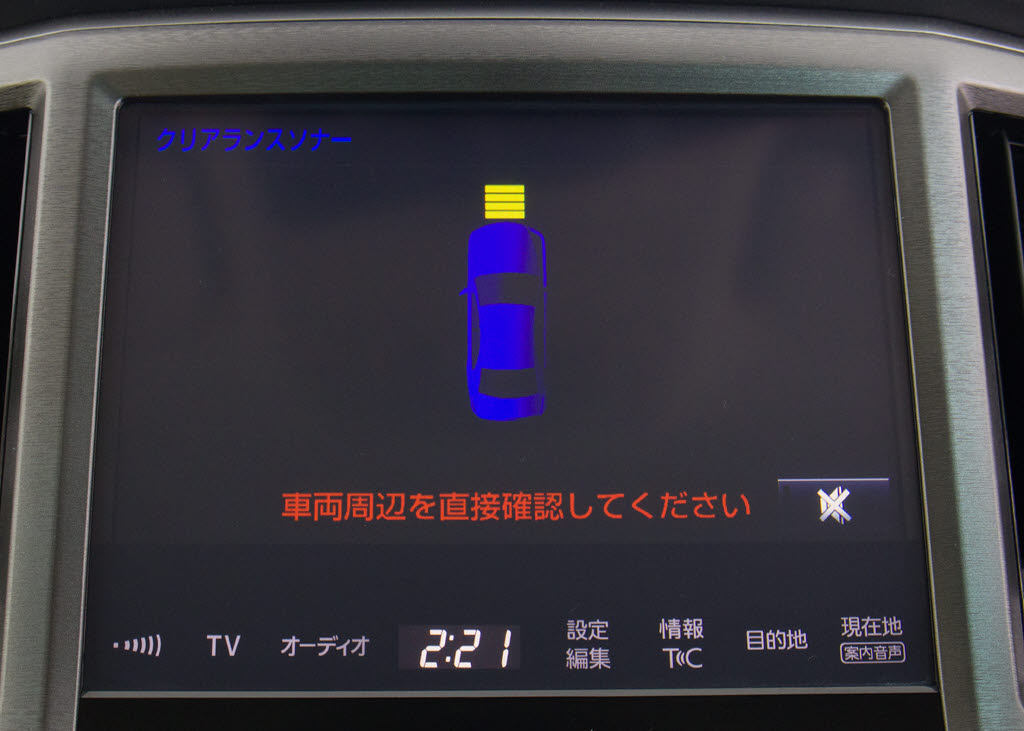 クリアランスソナー
車両周辺を直接確認してください
TV
オーディオ
2:21
設定
編集
情報
T C
目的地
現在地
案内音声